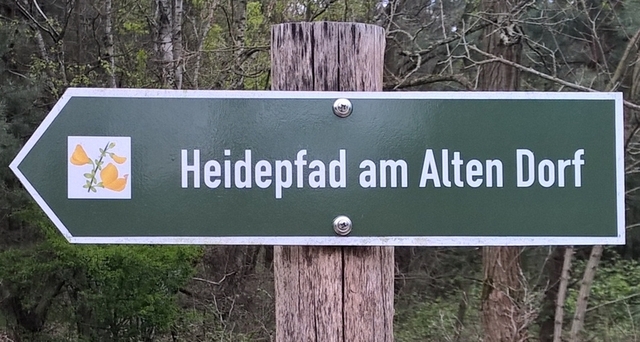 Heidepfad am Alten Dorf